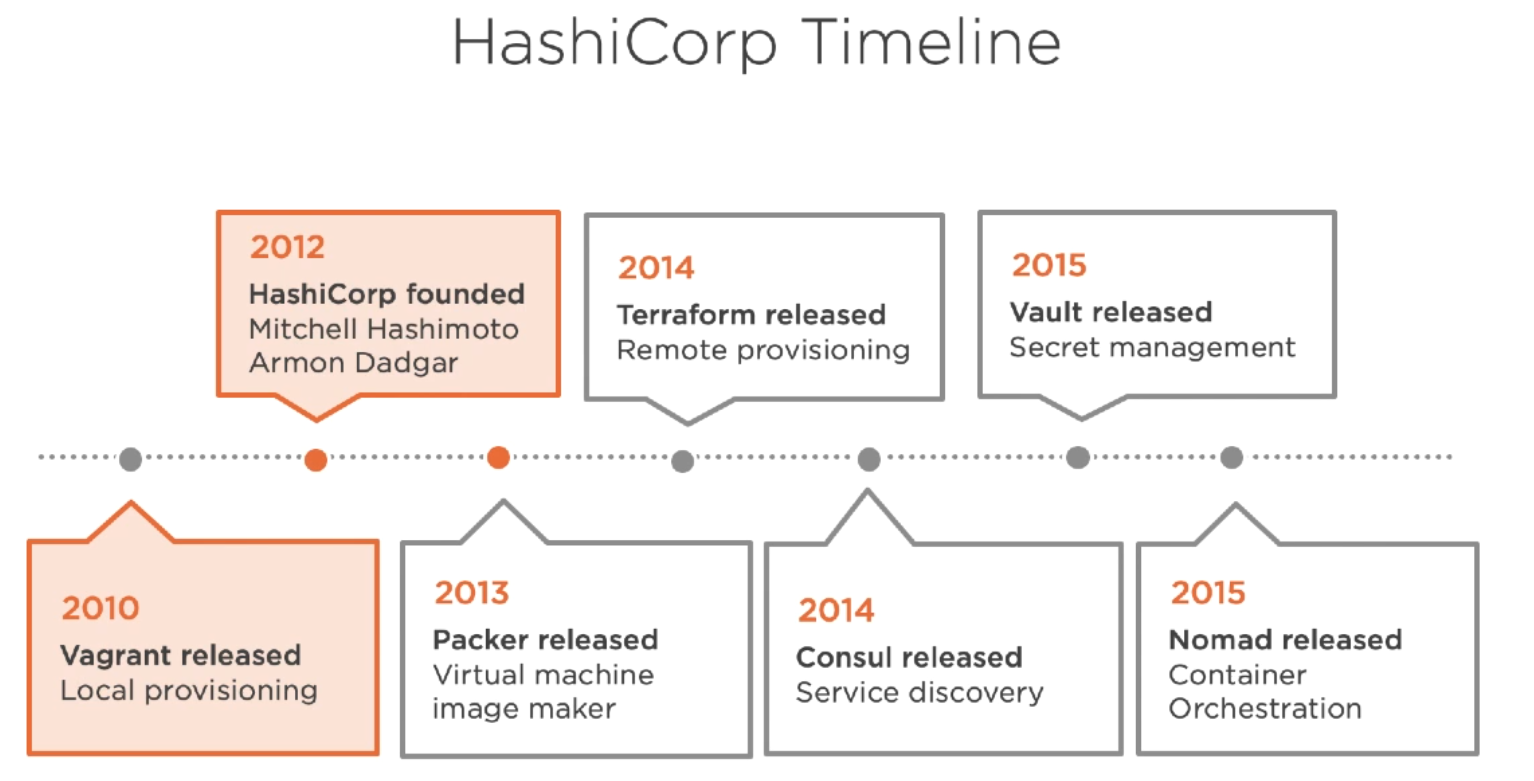 HashiCorp Timeline
2012
HashiCorp founded
Mitchell Hashimoto
Armon Dadgar
2014
Terraform released
Remote provisioning
2015
Vault released
Secret management
2010
Vagrant released
Local provisioning
2013
Packer released
Virtual machine
image maker
2014
Consul released
Service discovery
2015
Nomad released
Container
Orchestration